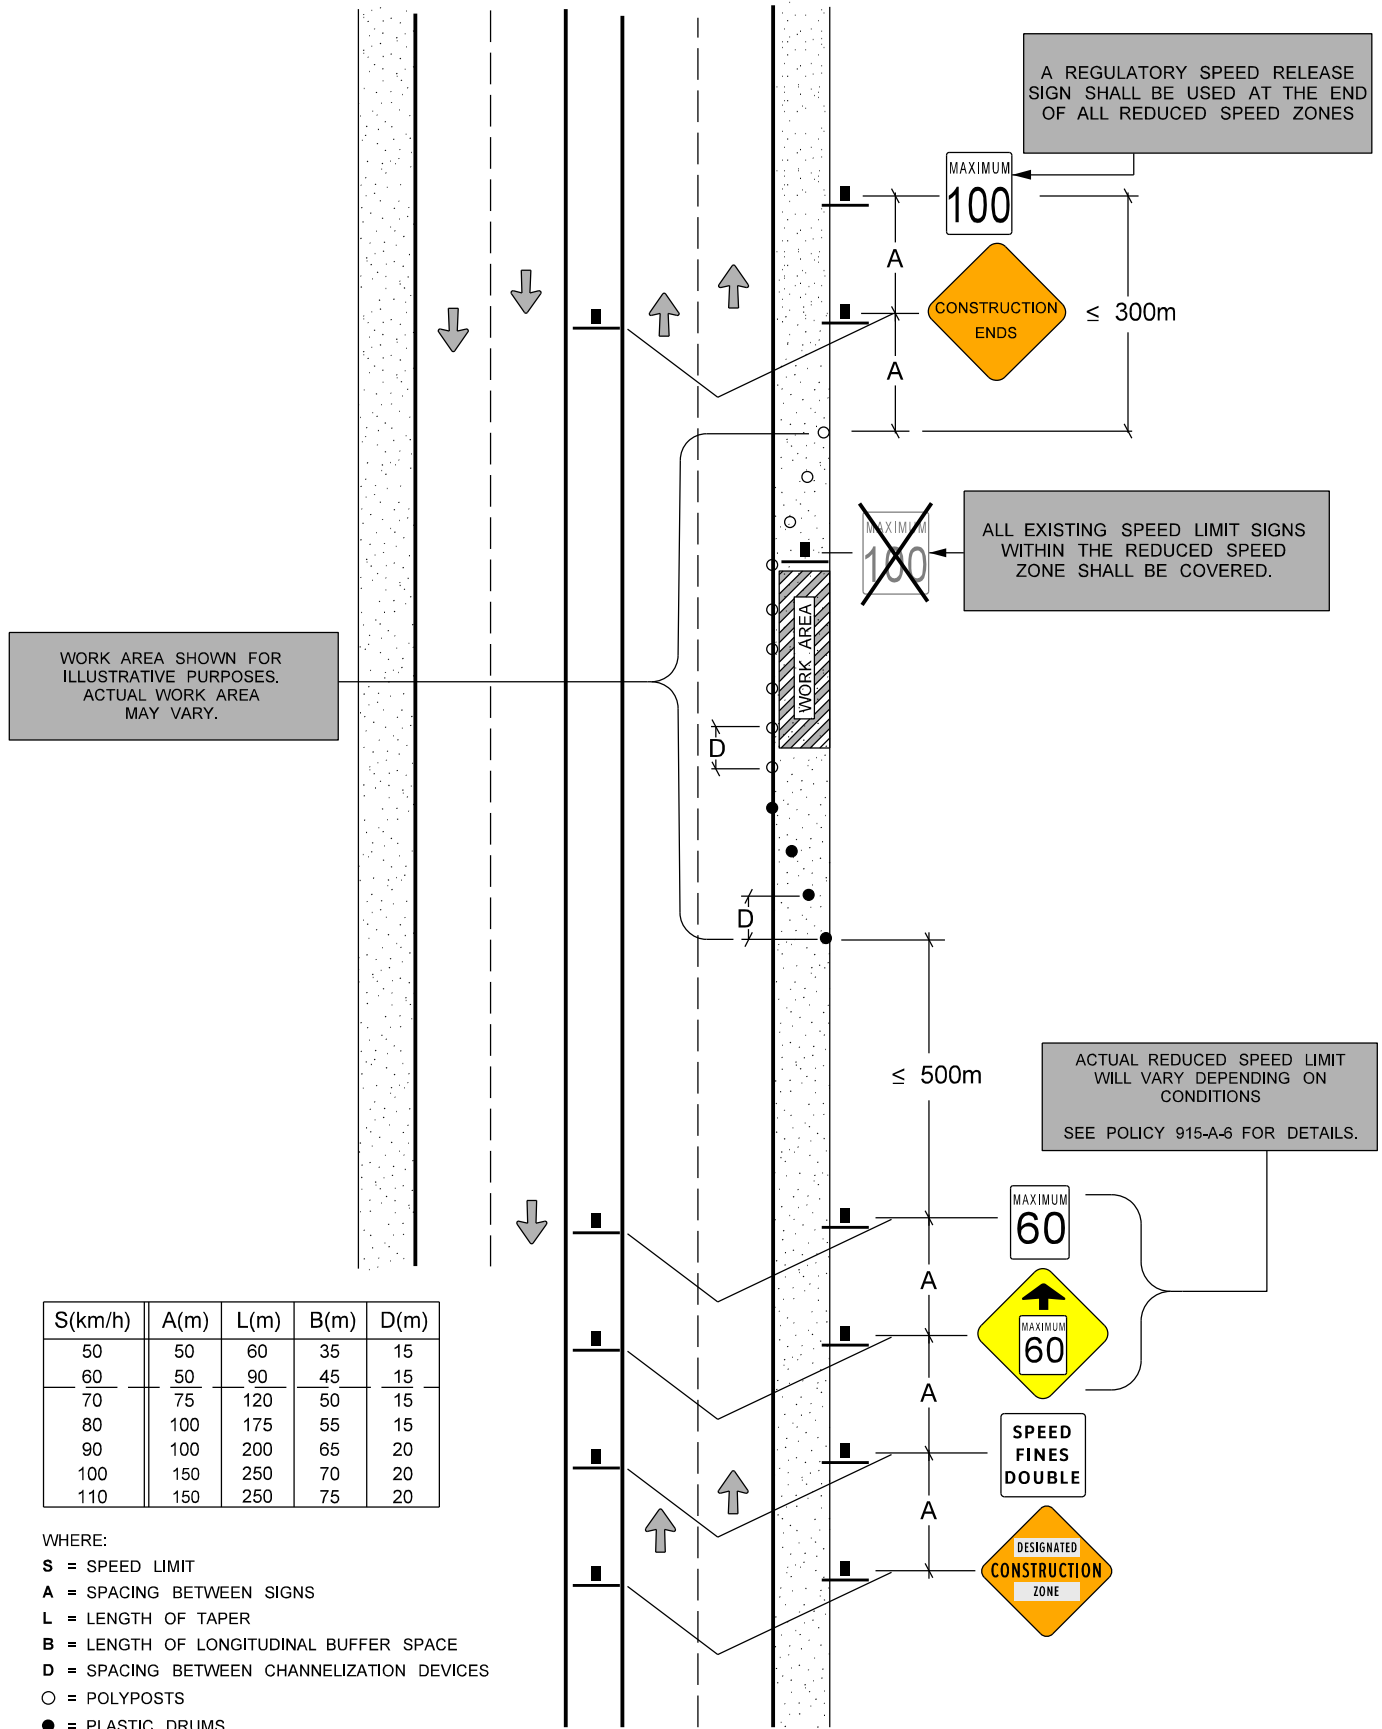 A REGULATORY SPEED RELEASE
SIGN SHALL BE USED AT THE END
OF ALL REDUCED SPEED ZONES
MAXIMUM
100
A
CONSTRUCTION
ENDS
≤ 300m
A
MAXIMUM
100
ALL EXISTING SPEED LIMIT SIGNS
WITHIN THE REDUCED SPEED
ZONE SHALL BE COVERED.
WORK AREA
WORK AREA SHOWN FOR
ILLUSTRATIVE PURPOSES.
ACTUAL WORK AREA
MAY VARY.
D
D
≤ 500m
ACTUAL REDUCED SPEED LIMIT
WILL VARY DEPENDING ON
CONDITIONS
SEE POLICY 915-A-6 FOR DETAILS.
MAXIMUM
60
A
MAXIMUM
60
A
SPEED
FINES
DOUBLE
A
DESIGNATED
CONSTRUCTION
ZONE
S(km/h) A(m) L(m) B(m) D(m)
50 50 60 35 15
60 50 90 45 15
70 75 120 50 15
80 100 175 55 15
90 100 200 65 20
100 150 250 70 20
110 150 250 75 20
WHERE:
S = SPEED LIMIT
A = SPACING BETWEEN SIGNS
L = LENGTH OF TAPER
B = LENGTH OF LONGITUDINAL BUFFER SPACE
D = SPACING BETWEEN CHANNELIZATION DEVICES
○ = POLYPOSTS
● = PLASTIC DRUMS